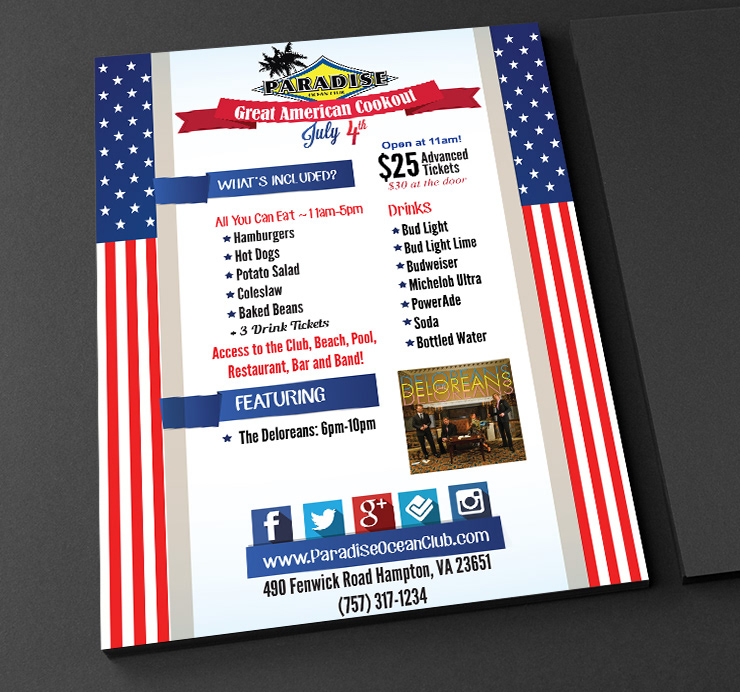 PARADISE
OCEAN CLUB
Great American Cookout
July 4th
Open at 11am!
$25 Advanced Tickets
$30 at the door
WHAT'S INCLUDED?
All You Can Eat ~ 11am-5pm
Hamburgers
Hot Dogs
Potato Salad
Coleslaw
Baked Beans
+ 3 Drink Tickets
Access to the Club, Beach, Pool,
Restaurant, Bar and Band!
Drinks
Bud Light
Bud Light Lime
Budweiser
Michelob Ultra
PowerAde
Soda
Bottled Water
FEATURING
The Deloreans: 6pm-10pm
DELOREANS
f
g+
www.ParadiseOceanClub.com
490 Fenwick Road Hampton, VA 23651
(757) 317-1234